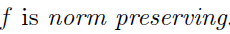 f is norm preserving.